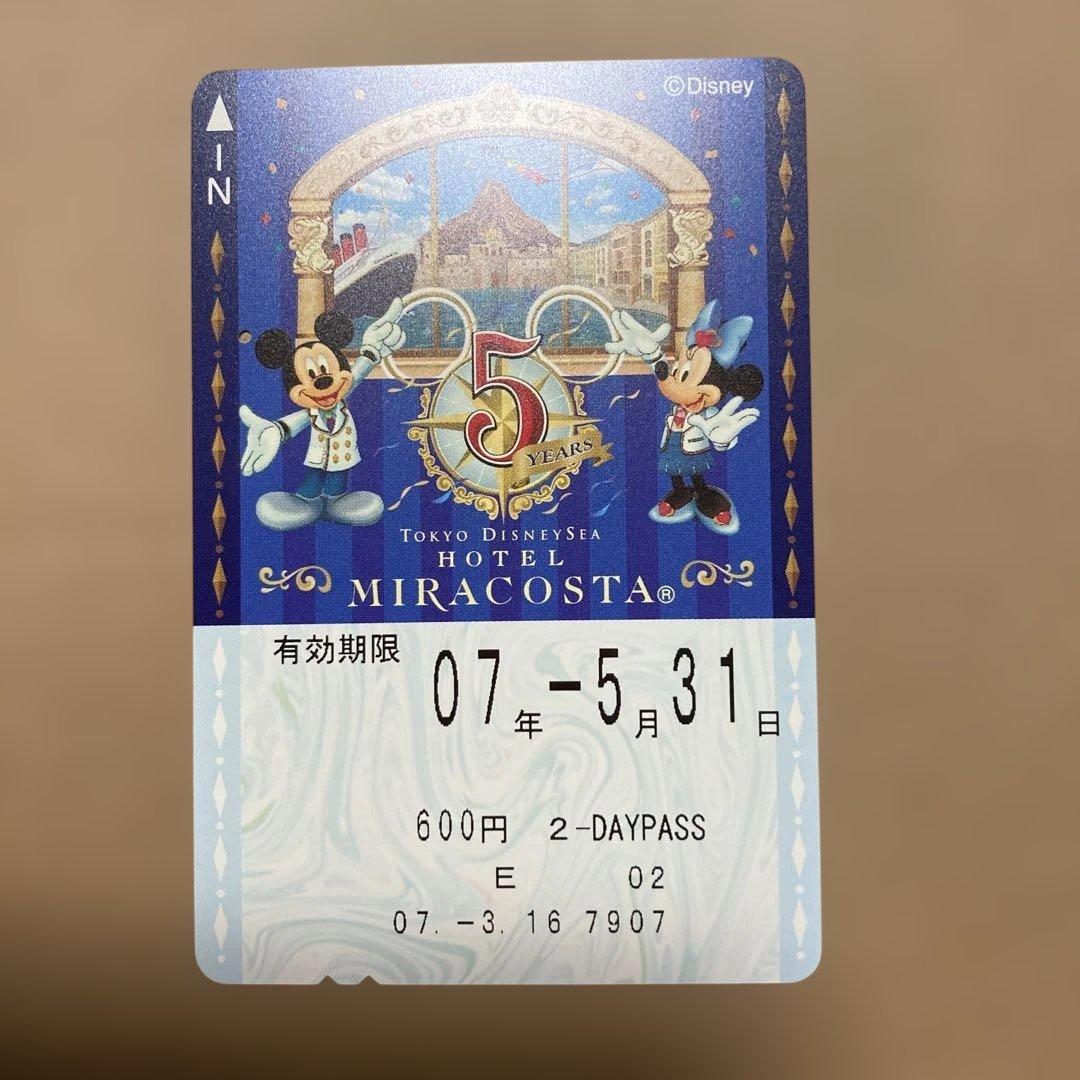 ©Disney
IN
5
YEARS
TOKYO DISNEYSEA
HOTEL
MIRACOSTA®
有効期限 07年-5月31日
600円 2-DAYPASS
E 02
07.-3.16 7907